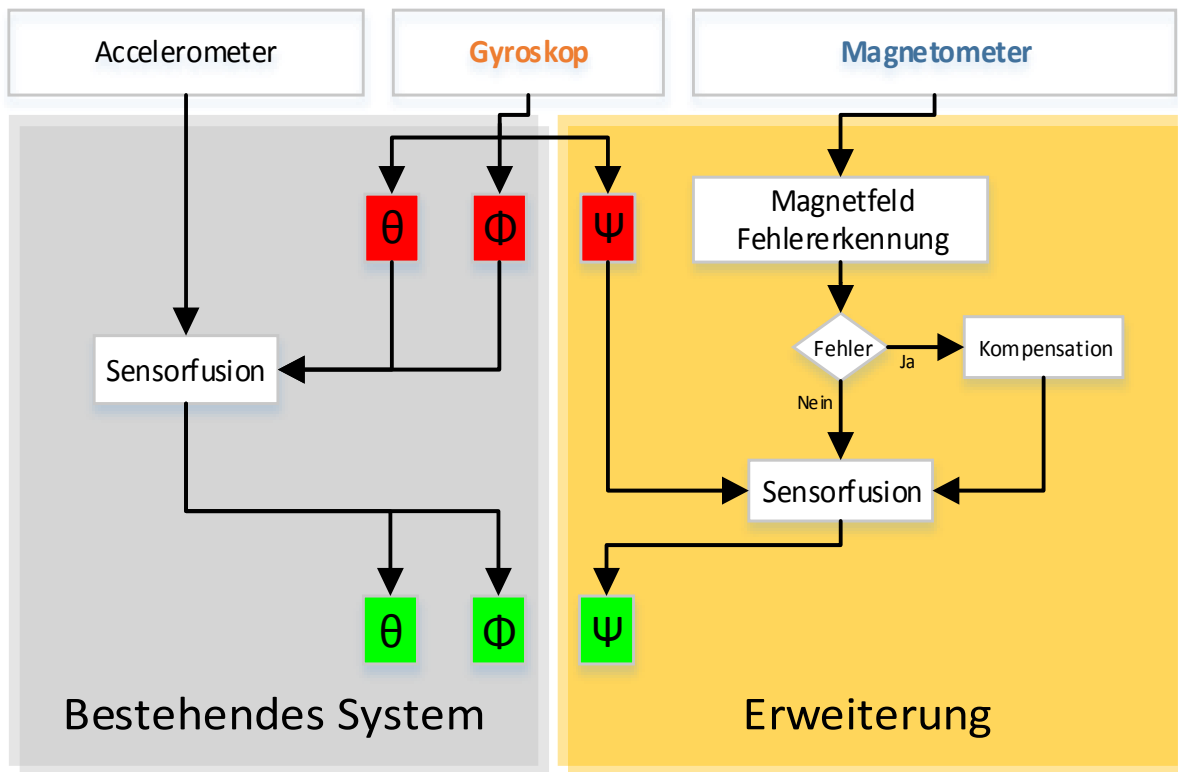 Accelerometer
Gyroskop
Magnetometer
θ
Φ
Ψ
Magnetfeld
Fehlererkennung
Fehler
Ja
Kompensation
Nein
Sensorfusion
Sensorfusion
θ
Φ
Ψ
Bestehendes System
Erweiterung